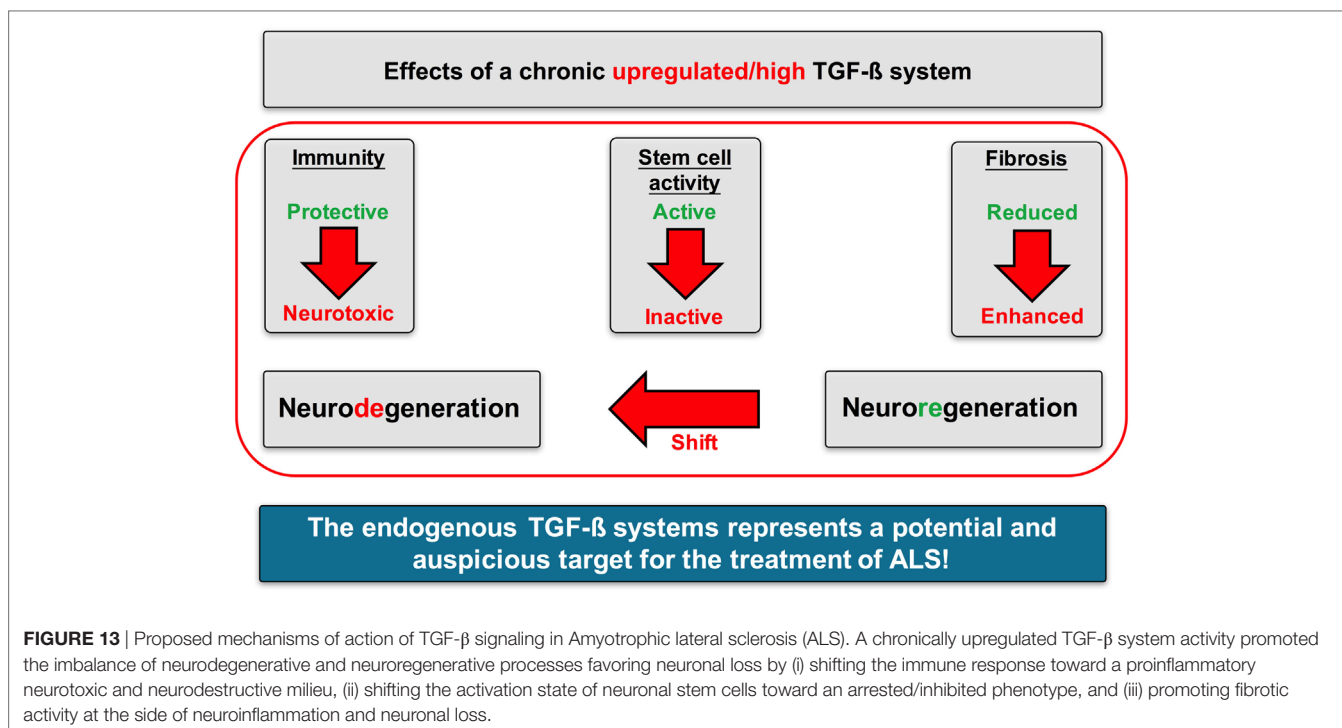 Effects of a chronic upregulated/high TGF-ß system
Immunity
Protective
Neurotoxic
Stem cell
activity
Active
Inactive
Fibrosis
Reduced
Enhanced
Neurodegeneration
Shift
Neuroregeneration
The endogenous TGF-ß systems represents a potential and
auspicious target for the treatment of ALS!
FIGURE 13 | Proposed mechanisms of action of TGF-β signaling in Amyotrophic lateral sclerosis (ALS). A chronically upregulated TGF-β system activity promoted
the imbalance of neurodegenerative and neuroregenerative processes favoring neuronal loss by (i) shifting the immune response toward a proinflammatory
neurotoxic and neurodestructive milieu, (ii) shifting the activation state of neuronal stem cells toward an arrested/inhibited phenotype, and (iii) promoting fibrotic
activity at the side of neuroinflammation and neuronal loss.